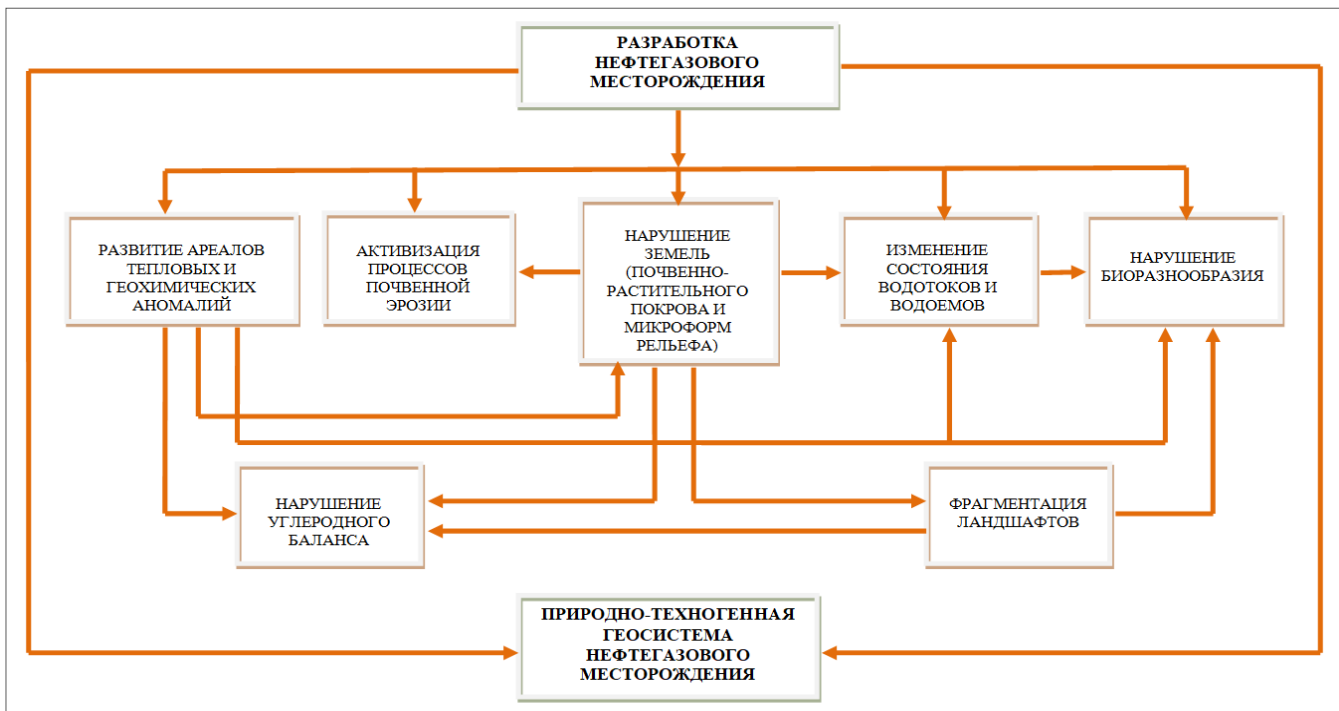 РАЗРАБОТКА
НЕФТЕГАЗОВОГО
МЕСТОРОЖДЕНИЯ
РАЗВИТИЕ АРЕАЛОВ
ТЕПЛОВЫХ И
ГЕОХИМИЧЕСКИХ
АНОМАЛИЙ
АКТИВИЗАЦИЯ
ПРОЦЕССОВ
ПОЧВЕННОЙ
ЭРОЗИИ
НАРУШЕНИЕ
ЗЕМЕЛЬ
(ПОЧВЕННО-
РАСТИТЕЛЬНОГО
ПОКРОВА И
МИКРОФОРМ
РЕЛЬЕФА)
ИЗМЕНЕНИЕ
СОСТОЯНИЯ
ВОДОТОКОВ И
ВОДОЕМОВ
НАРУШЕНИЕ
БИОРАЗНООБРАЗИЯ
НАРУШЕНИЕ
УГЛЕРОДНОГО
БАЛАНСА
ФРАГМЕНТАЦИЯ
ЛАНДШАФТОВ
ПРИРОДНО-ТЕХНОГЕННАЯ
ГЕОСИСТЕМА
НЕФТЕГАЗОВОГО
МЕСТОРОЖДЕНИЯ